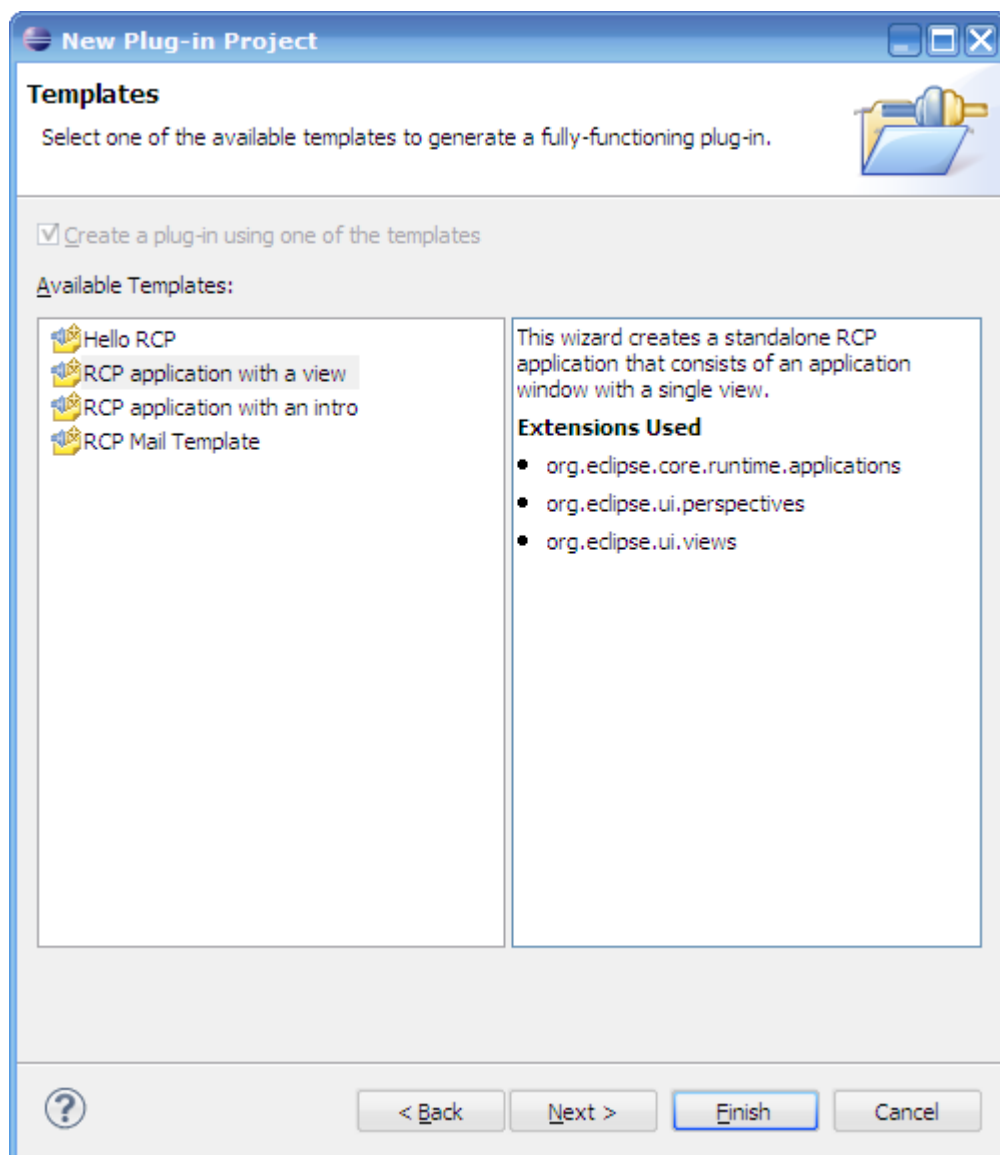 New Plug-in Project
Templates
Select one of the available templates to generate a fully-functioning plug-in.
Create a plug-in using one of the templates
Available Templates:
Hello RCP
RCP application with a view
RCP application with an intro
RCP Mail Template
This wizard creates a standalone RCP
application that consists of an application
window with a single view.
Extensions Used
• org.eclipse.core.runtime.applications
• org.eclipse.ui.perspectives
• org.eclipse.ui.views
?
< Back
Next >
Finish
Cancel